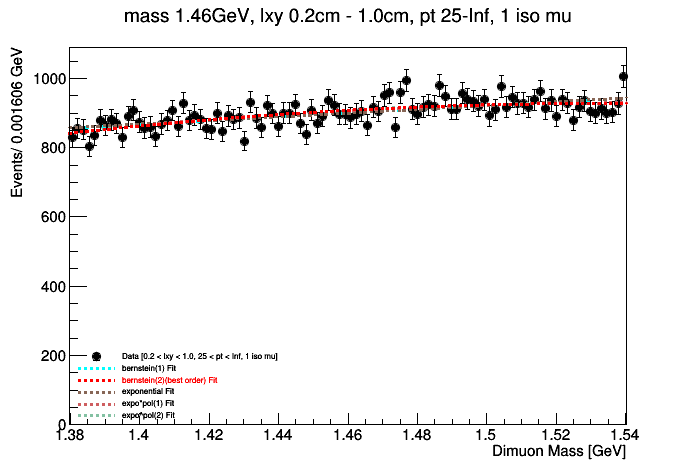 mass 1.46GeV, lxy 0.2cm - 1.0cm, pt 25-Inf, 1 iso mu
Events/ 0.001606 GeV
1000
800
600
400
200
0
Data [0.2 < lxy < 1.0, 25 < pt < Inf, 1 iso mu]
bernstein(1) Fit
bernstein(2)(best order) Fit
exponential Fit
expo*pol(1) Fit
expo*pol(2) Fit
1.38 1.4 1.42 1.44 1.46 1.48 1.5 1.52 1.54
Dimuon Mass [GeV]